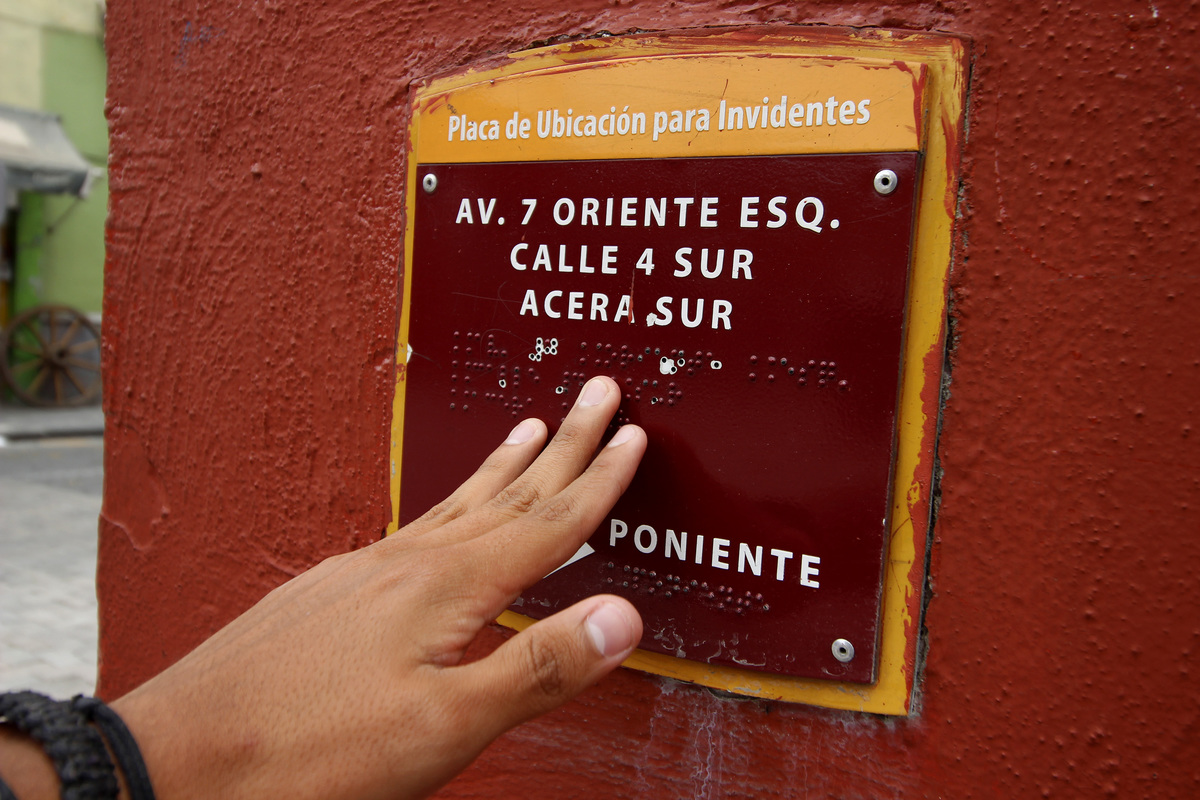 Placa de Ubicación para Invidentes
AV. 7 ORIENTE ESQ.
CALLE 4 SUR
ACERA SUR
PONIENTE